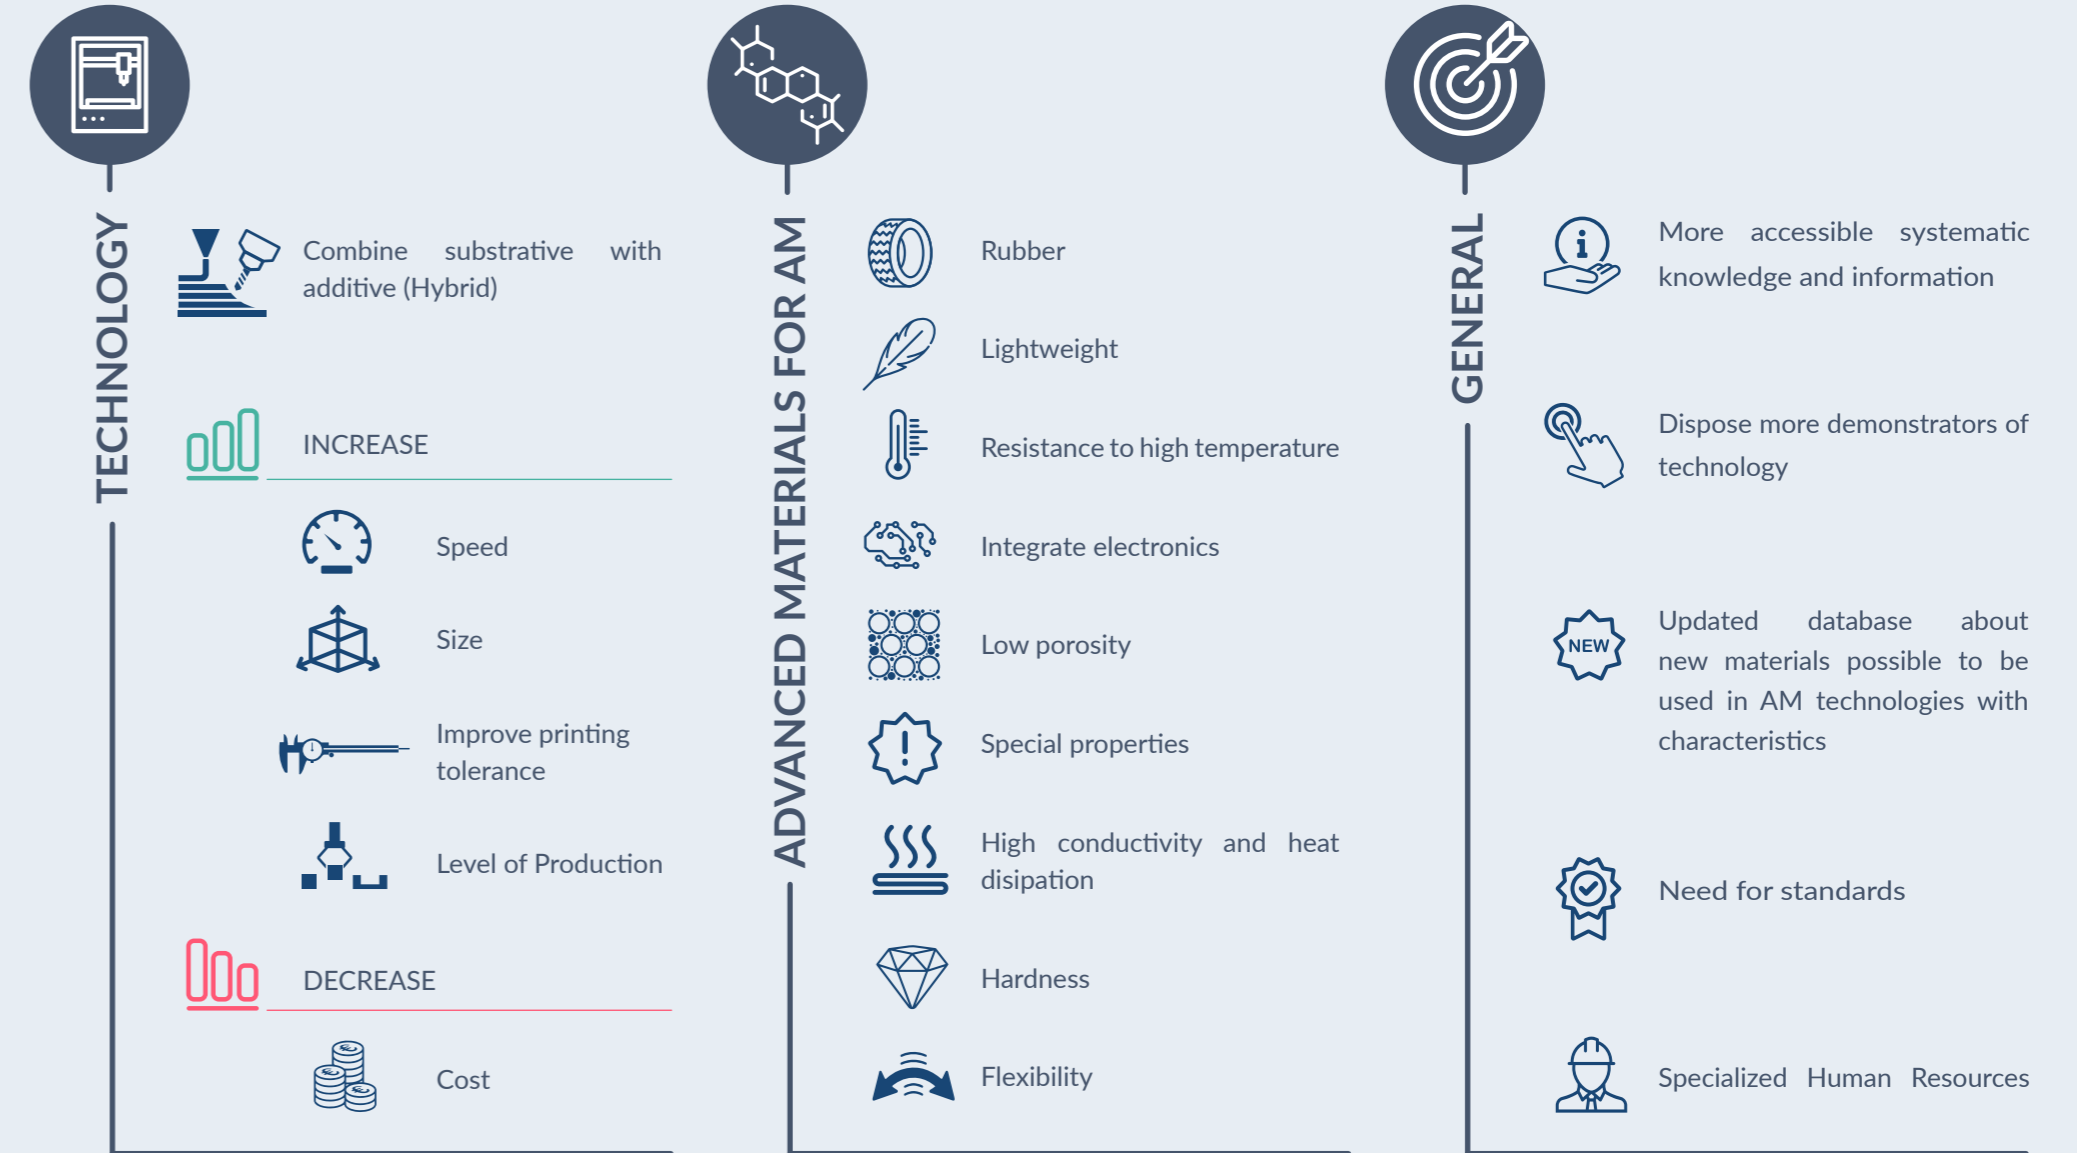 TECHNOLOGY
Combine substrative with
additive (Hybrid)
INCREASE
Speed
Size
Improve printing
tolerance
Level of Production
DECREASE
Cost
ADVANCED MATERIALS FOR AM
Rubber
Lightweight
Resistance to high temperature
Integrate electronics
Low porosity
Special properties
High conductivity and heat
disipation
Hardness
Flexibility
GENERAL
More accessible systematic
knowledge and information
Dispose more demonstrators of
technology
NEW
Updated database about
new materials possible to be
used in AM technologies with
characteristics
Need for standards
Specialized Human Resources